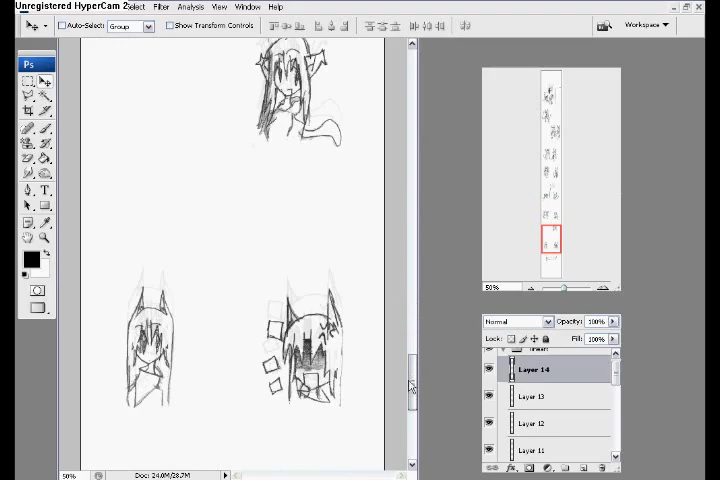 Unregistered HyperCam 2
Select Filter Analysis View Window Help
Auto-Select: Group Show Transform Controls
Workspace
Ps
T
50%
Normal Opacity: 100%
Lock: Fill: 100%
Layer 14
Layer 13
Layer 12
Layer 11
50% Doc: 24.0M/28.7M